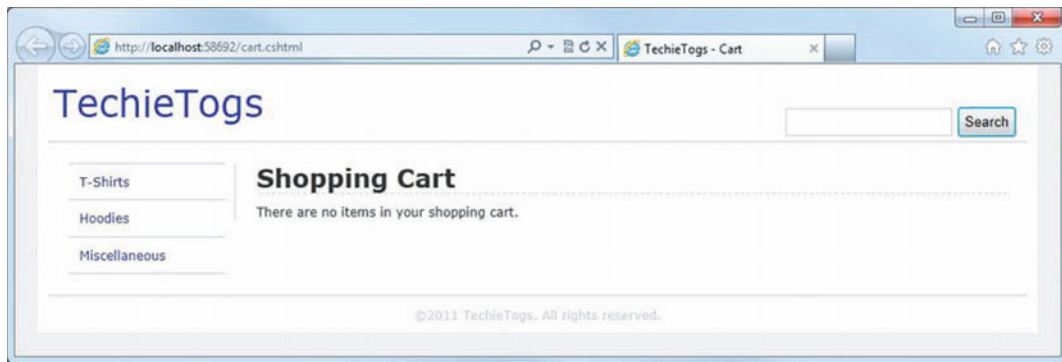 http://localhost:58692/cart.cshtml
TechieTogs - Cart
TechieTogs
Search
T-Shirts
Hoodies
Miscellaneous
Shopping Cart
There are no items in your shopping cart.
©2011 TechieTogs. All rights reserved.